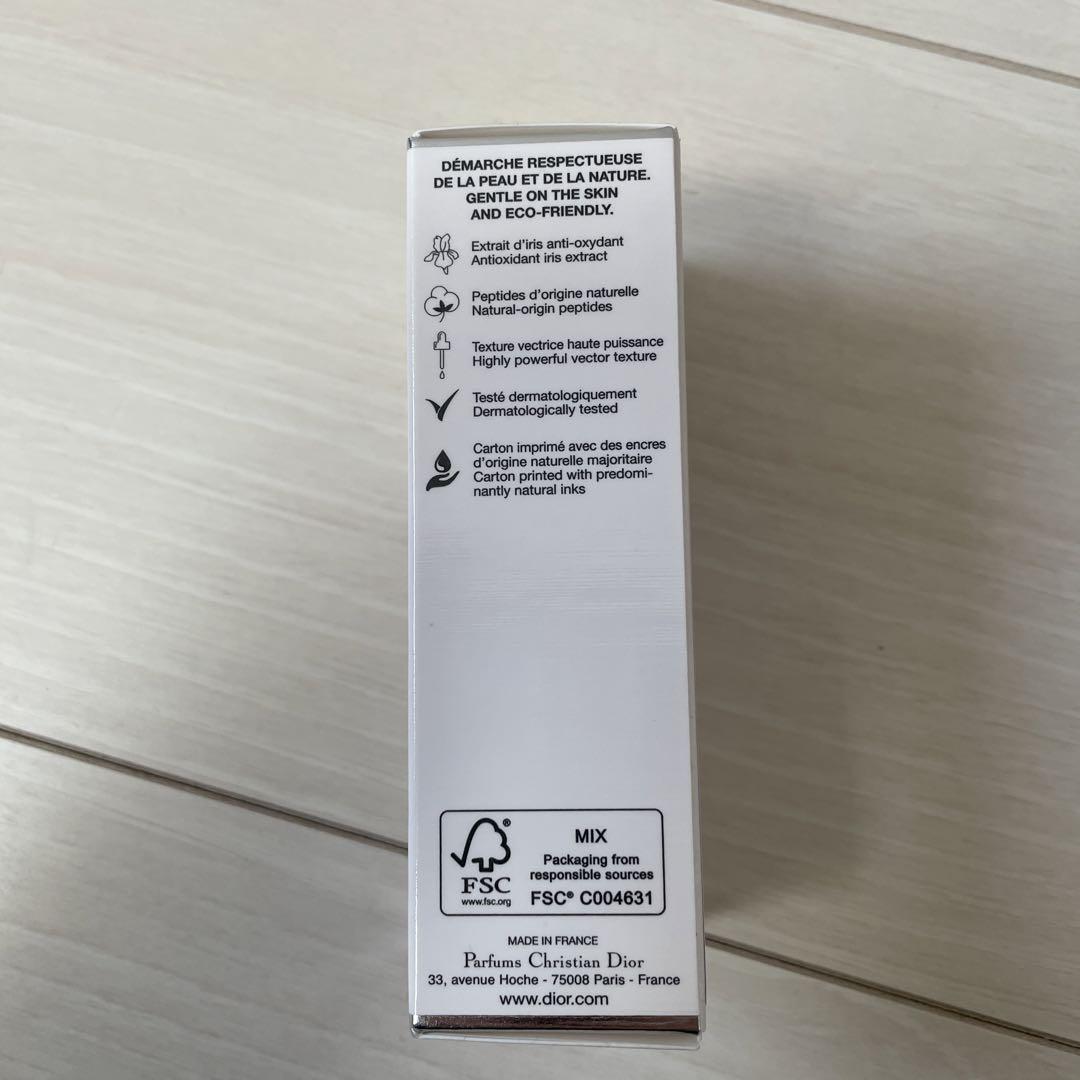 DÉMARCHE RESPECTUEUSE
DE LA PEAU ET DE LA NATURE.
GENTLE ON THE SKIN
AND ECO-FRIENDLY.
Extrait d'iris anti-oxydant
Antioxidant iris extract
Peptides d'origine naturelle
Natural-origin peptides
Texture vectrice haute puissance
Highly powerful vector texture
Testé dermatologiquement
Dermatologically tested
Carton imprimé avec des encres
d'origine naturelle majoritaire
Carton printed with predomi-
nantly natural inks
®
FSC
www.fsc.org
MIX
Packaging from
responsible sources
FSC® C004631
MADE IN FRANCE
Parfums Christian Dior
33, avenue Hoche - 75008 Paris - France
www.dior.com